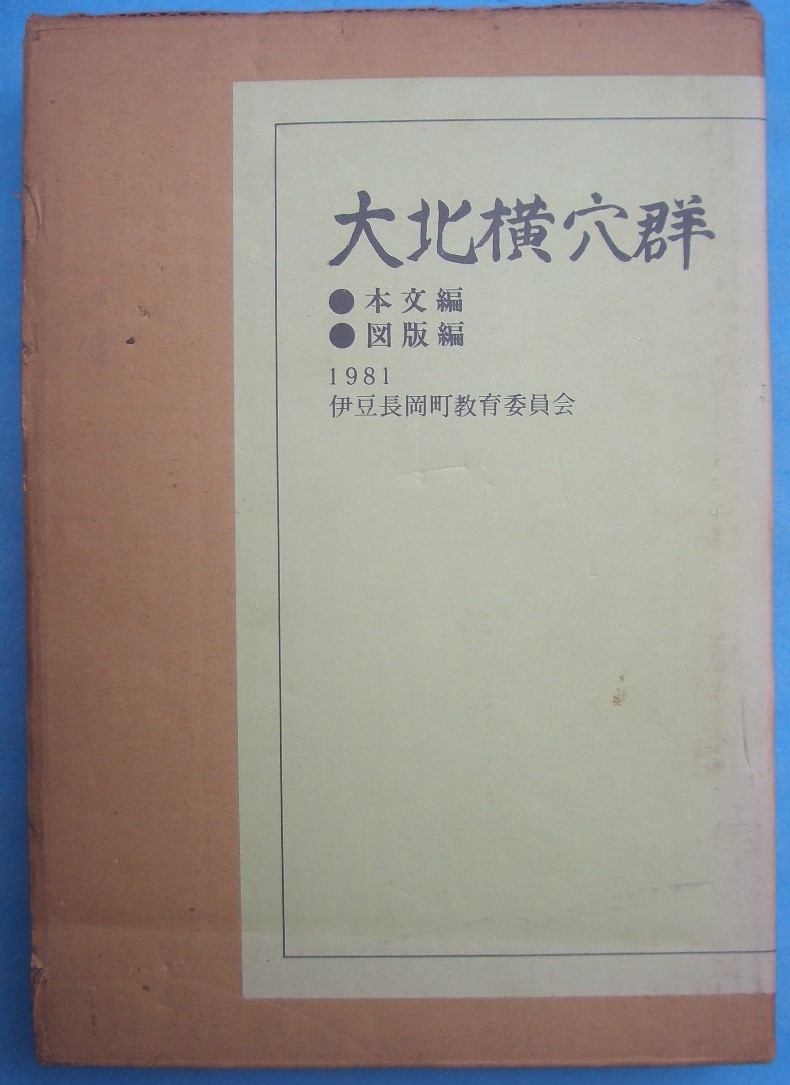 大北横穴群
●本文編
●図版編
1981
伊豆長岡町教育委員会